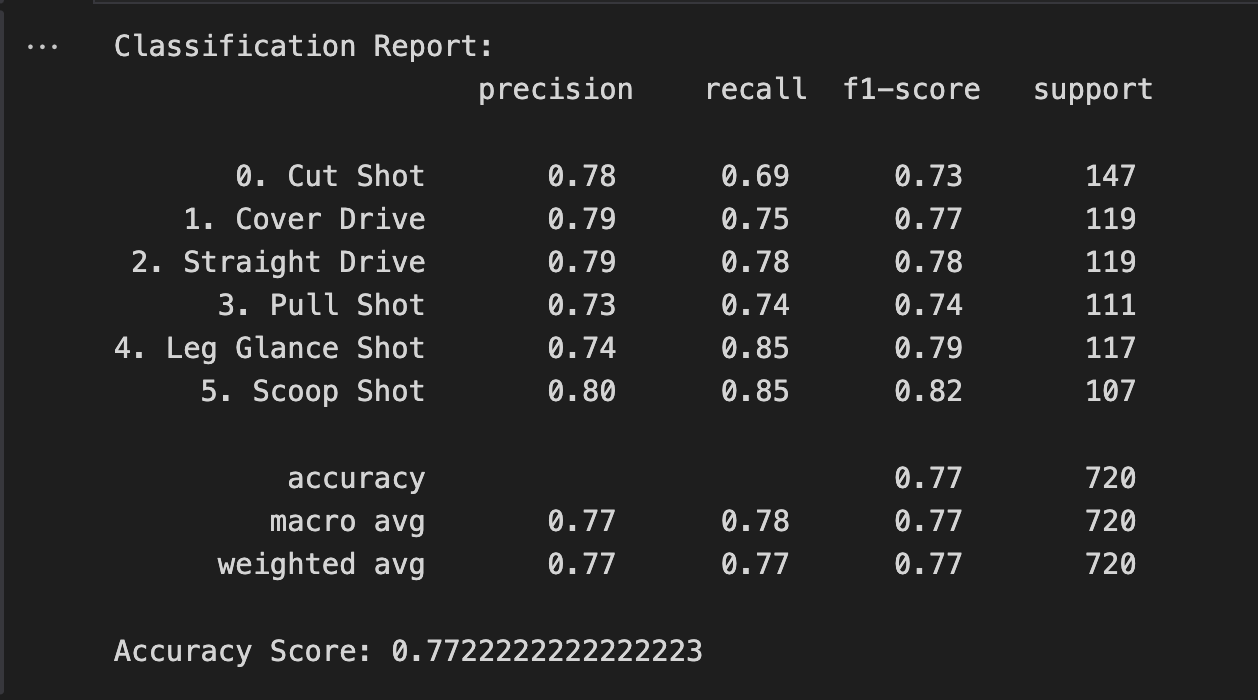 ...
Classification Report:
precision recall f1-score support
0. Cut Shot 0.78 0.69 0.73 147
1. Cover Drive 0.79 0.75 0.77 119
2. Straight Drive 0.79 0.78 0.78 119
3. Pull Shot 0.73 0.74 0.74 111
4. Leg Glance Shot 0.74 0.85 0.79 117
5. Scoop Shot 0.80 0.85 0.82 107
accuracy 0.77 720
macro avg 0.77 0.78 0.77 720
weighted avg 0.77 0.77 0.77 720
Accuracy Score: 0.7722222222222223